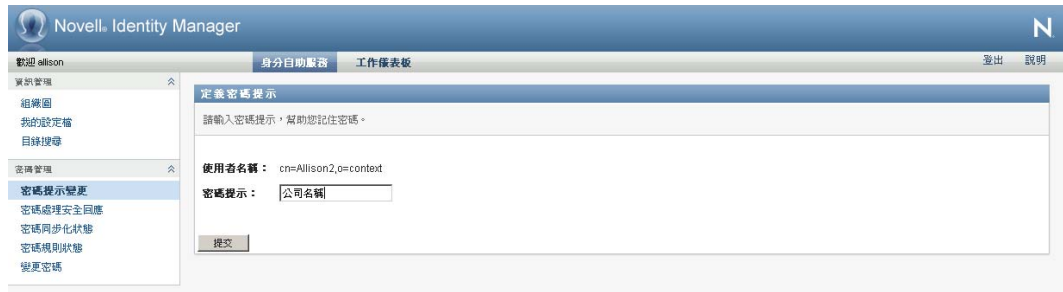 Novell® Identity Manager
N
歡迎 allison
身分自助服務
工作儀表板
登出
說明
資訊管理
組織圖
我的設定檔
目錄搜尋
密碼管理
密碼提示變更
密碼處理安全回應
密碼同步化狀態
密碼規則狀態
變更密碼
定義密碼提示
請輸入密碼提示，幫助您記住密碼。
使用者名稱： cn=Allison2,o=context
密碼提示： 公司名稱
提交